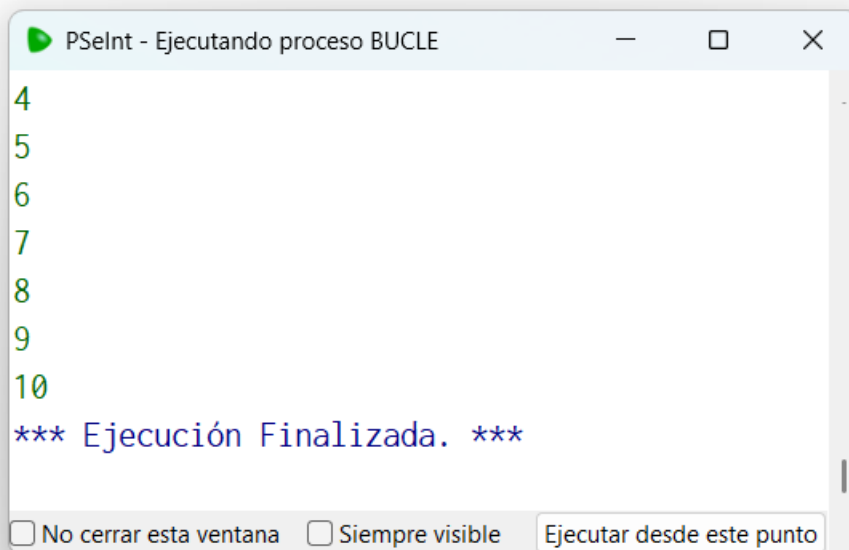 PSeInt - Ejecutando proceso BUCLE
4
5
6
7
8
9
10
*** Ejecución Finalizada. ***
No cerrar esta ventana Siempre visible Ejecutar desde este punto